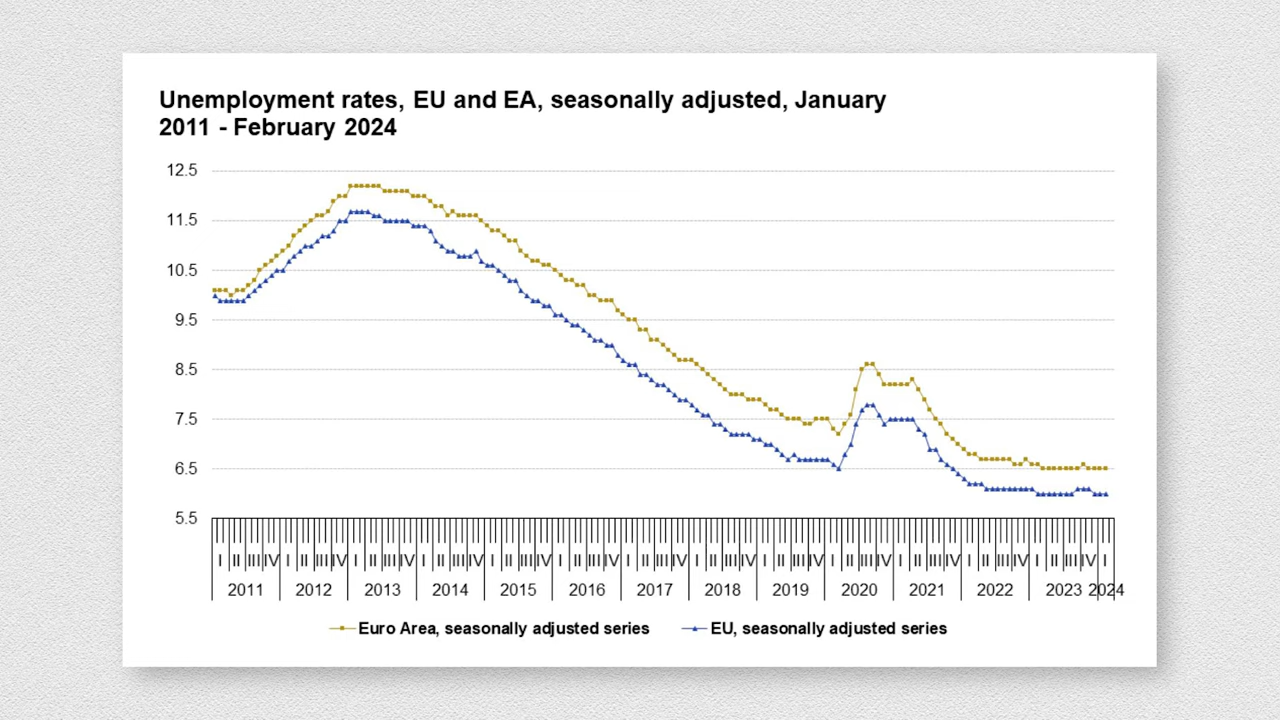 Unemployment rates, EU and EA, seasonally adjusted, January
2011 - February 2024
12.5
11.5
10.5
9.5
8.5
7.5
6.5
5.5
I II III IV I II III IV I II III IV I II III IV I II III IV I II III IV I II III IV I II III IV I II III IV I II III IV I II III IV I II III IV I II III IV I
2011 2012 2013 2014 2015 2016 2017 2018 2019 2020 2021 2022 2023 2024
Euro Area, seasonally adjusted series EU, seasonally adjusted series